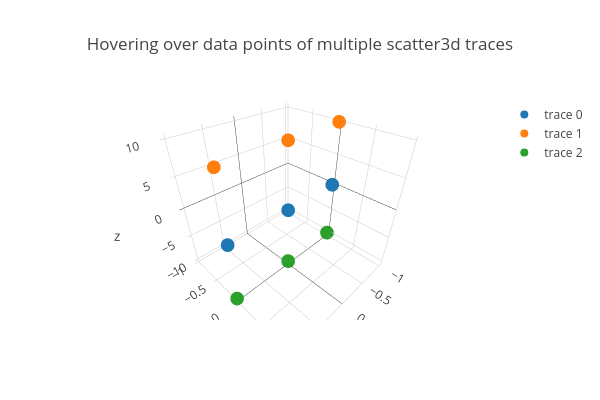 Hovering over data points of multiple scatter3d traces
trace 0
trace 1
trace 2
10
5
0
−5
−10
z
−0.5
0
−1
−0.5
0